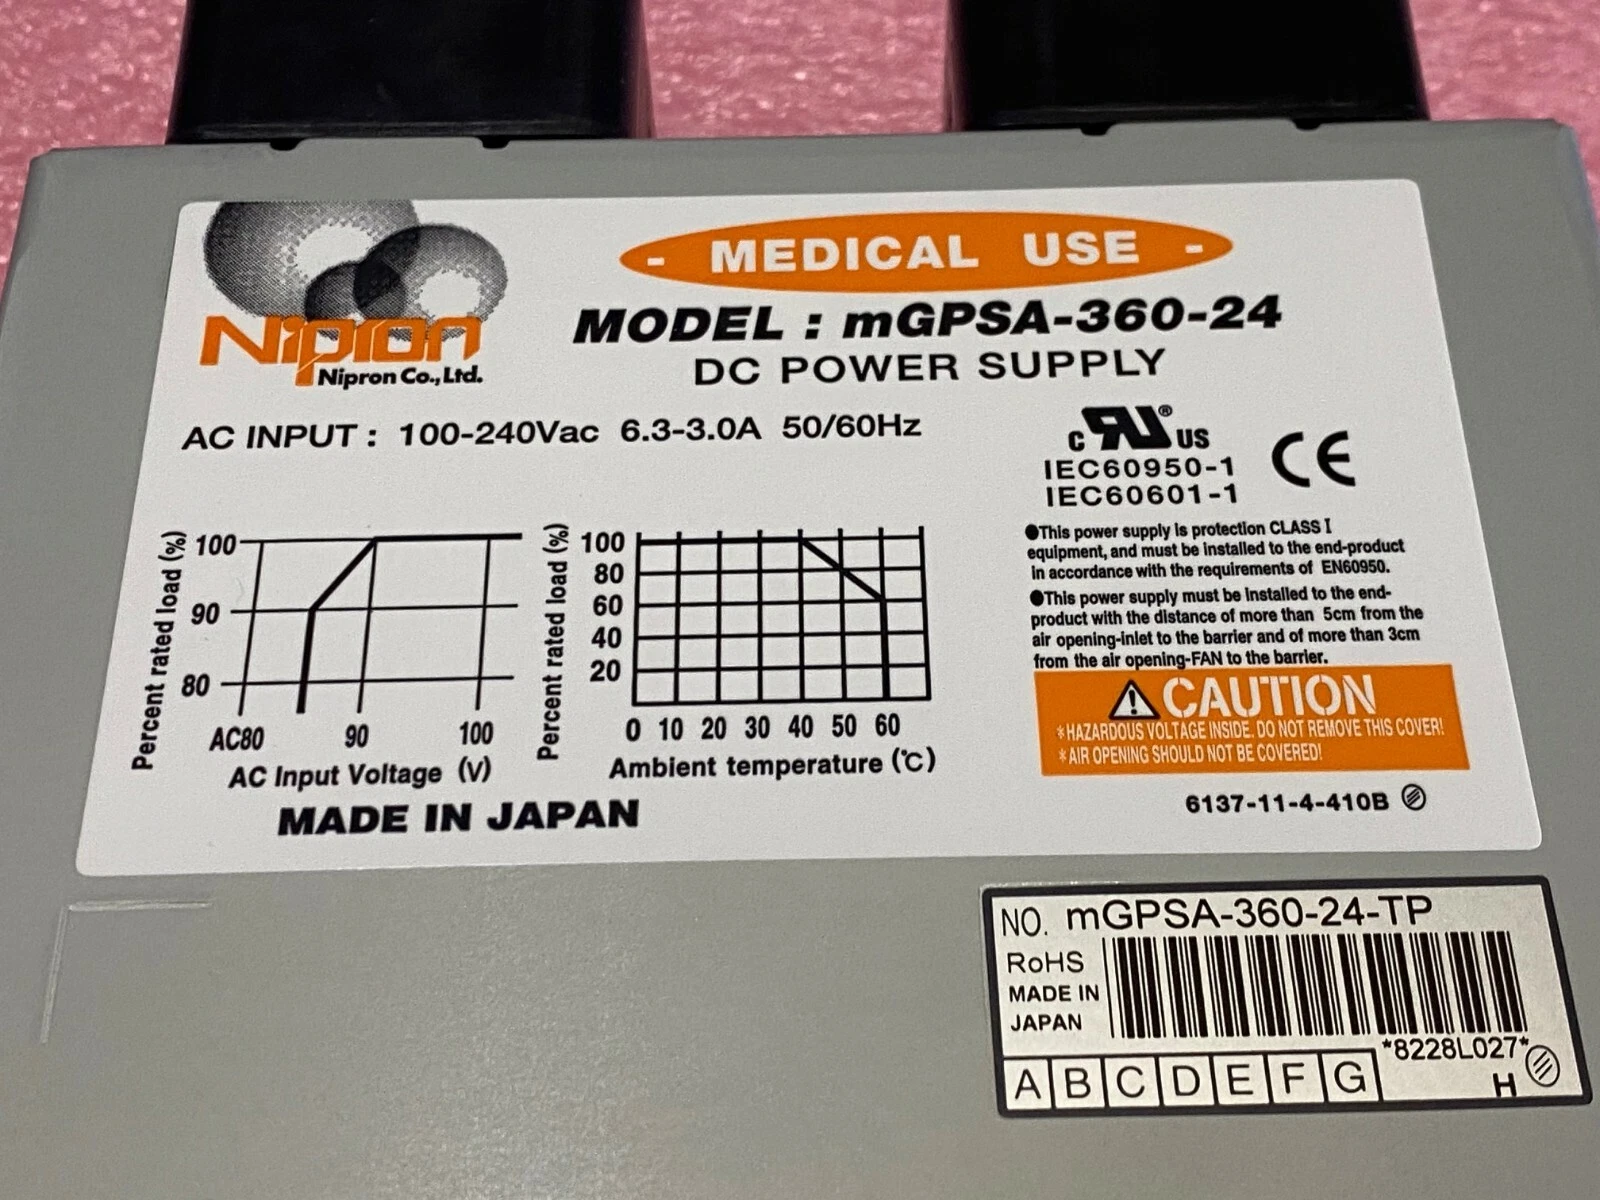 - MEDICAL USE -
Nipron
Nipron Co.,Ltd.
MODEL : mGPSA-360-24
DC POWER SUPPLY
AC INPUT : 100-240Vac 6.3-3.0A 50/60Hz
c RU ® US
IEC60950-1
IEC60601-1
CE
Percent rated load (%)
100
90
80
AC80 90 100
AC Input Voltage (V)
Percent rated load (%)
100
80
60
40
20
0 10 20 30 40 50 60
Ambient temperature (℃)
●This power supply is protection CLASS I
equipment, and must be installed to the end-product
in accordance with the requirements of EN60950.
●This power supply must be installed to the end-
product with the distance of more than 5cm from the
air opening-inlet to the barrier and of more than 3cm
from the air opening-FAN to the barrier.
CAUTION
*HAZARDOUS VOLTAGE INSIDE. DO NOT REMOVE THIS COVER!
*AIR OPENING SHOULD NOT BE COVERED!
MADE IN JAPAN
6137-11-4-410B
NO. mGPSA-360-24-TP
RoHS
MADE IN
JAPAN
*8228L027*
A B C D E F G
H